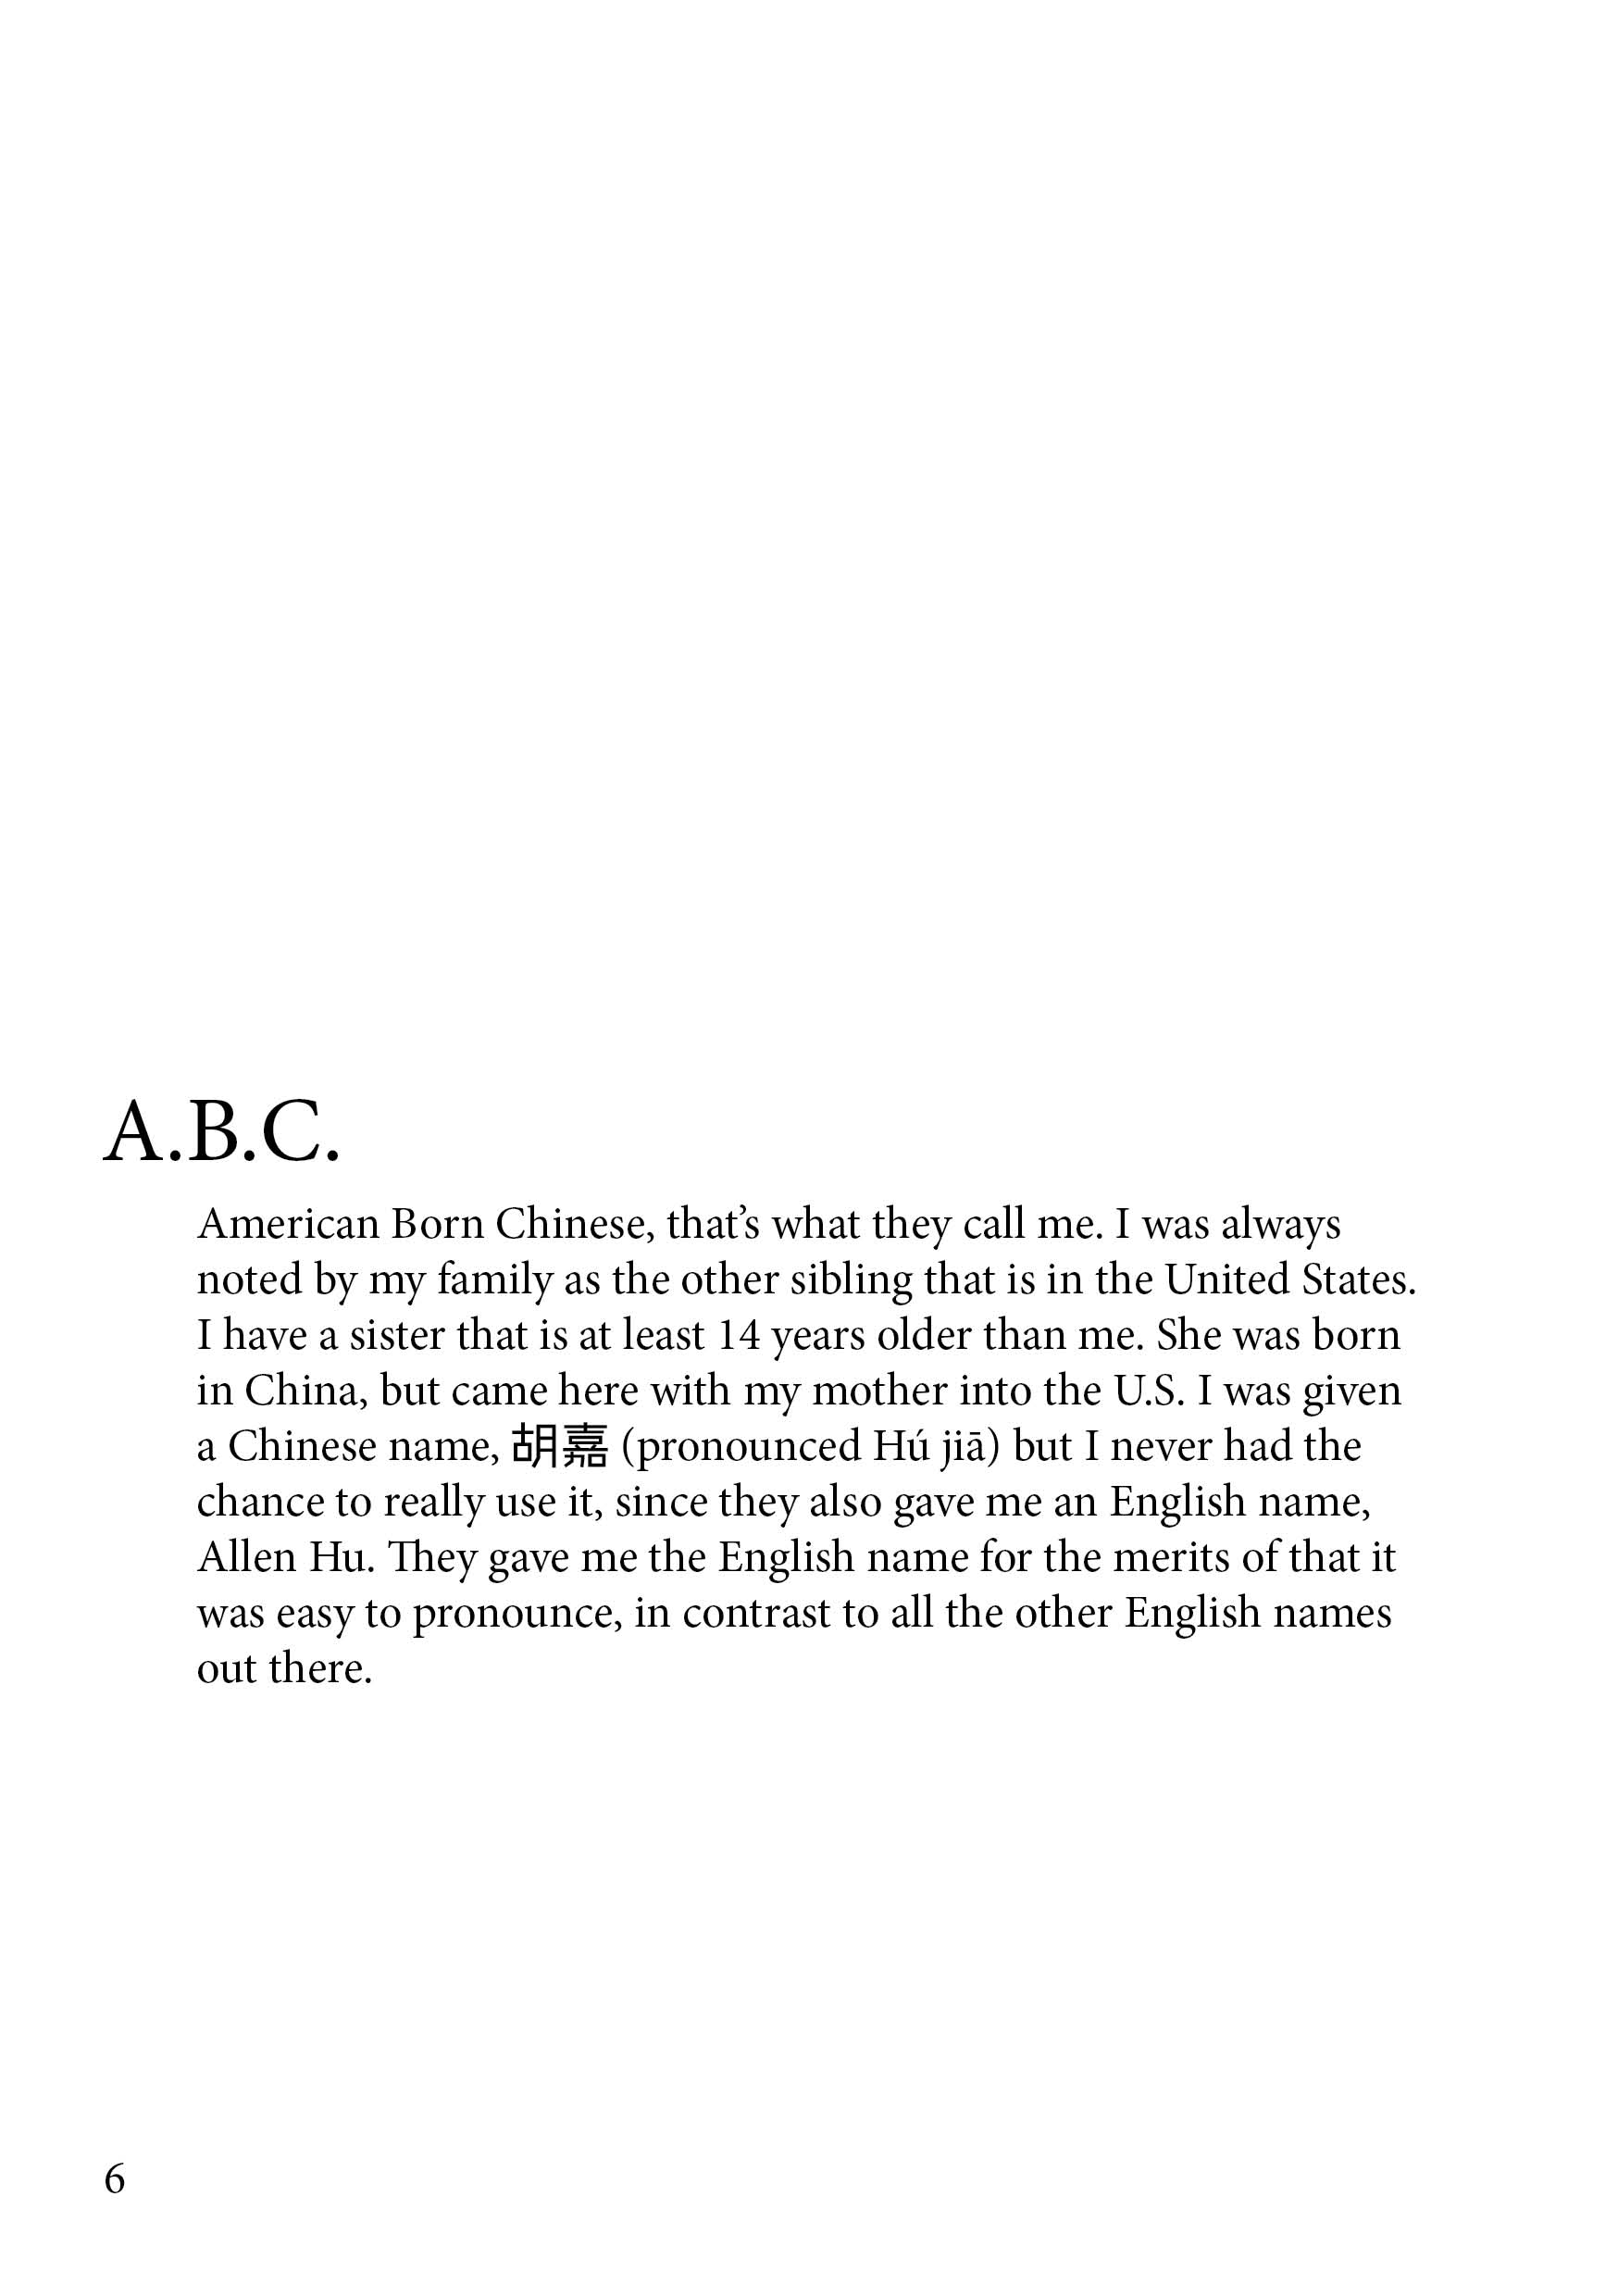 A.B.C.
American Born Chinese, that’s what they call me. I was always
noted by my family as the other sibling that is in the United States.
I have a sister that is at least 14 years older than me. She was born
in China, but came here with my mother into the U.S. I was given
a Chinese name, 胡嘉 (pronounced Hú jiā) but I never had the
chance to really use it, since they also gave me an English name,
Allen Hu. They gave me the English name for the merits of that it
was easy to pronounce, in contrast to all the other English names
out there.
6